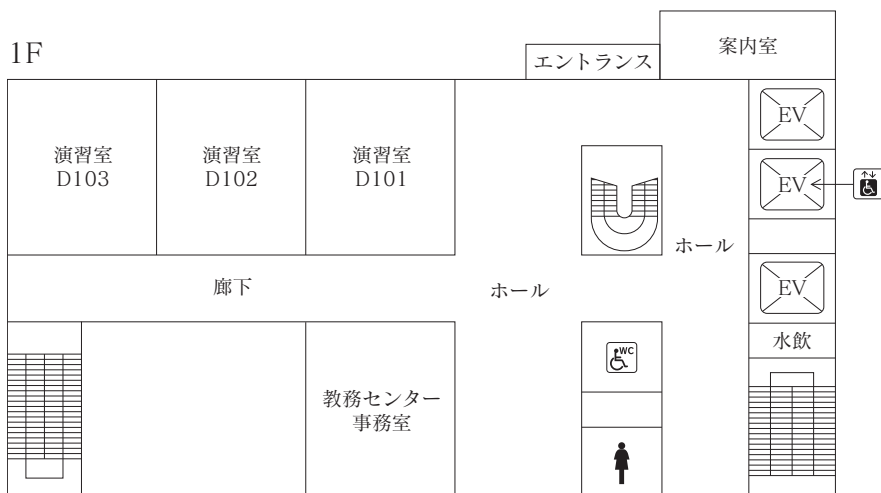 1F
エントランス
案内室
演習室
D103
演習室
D102
演習室
D101
EV
EV
ホール
廊下
ホール
EV
水飲
WC
教務センター
事務室